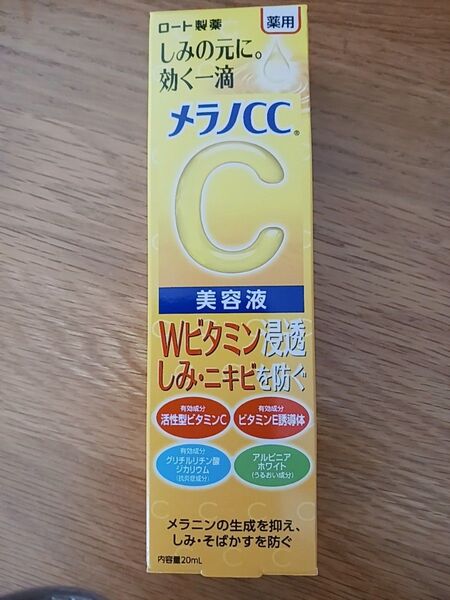 ロート製薬
薬用
しみの元に。
効く一滴
メラノCC®
C
美容液
Wビタミン浸透
しみ・ニキビを防ぐ
有効成分
活性型ビタミンC
有効成分
ビタミンE誘導体
有効成分
グリチルリチン酸
ジカリウム
(抗炎症成分)
アルピニア
ホワイト
(うるおい成分)
メラニンの生成を抑え、
しみ・そばかすを防ぐ
内容量20mL